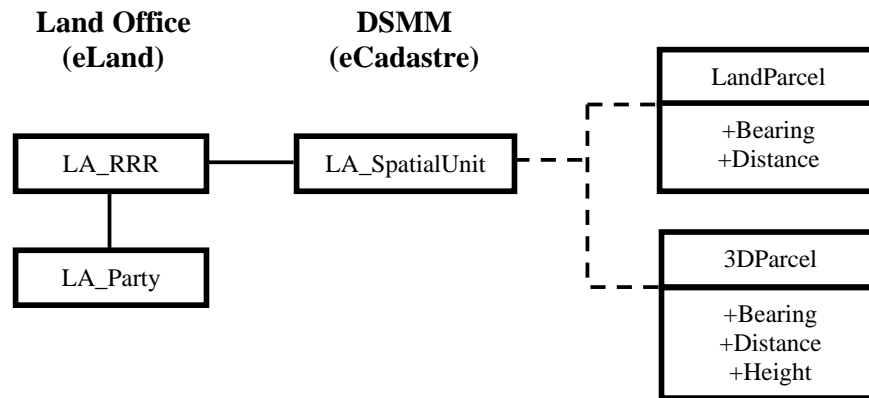 Land Office
(eLand)
DSMM
(eCadastre)
LA_RRR
LA_Party
LA_SpatialUnit
LandParcel
+Bearing
+Distance
3DParcel
+Bearing
+Distance
+Height